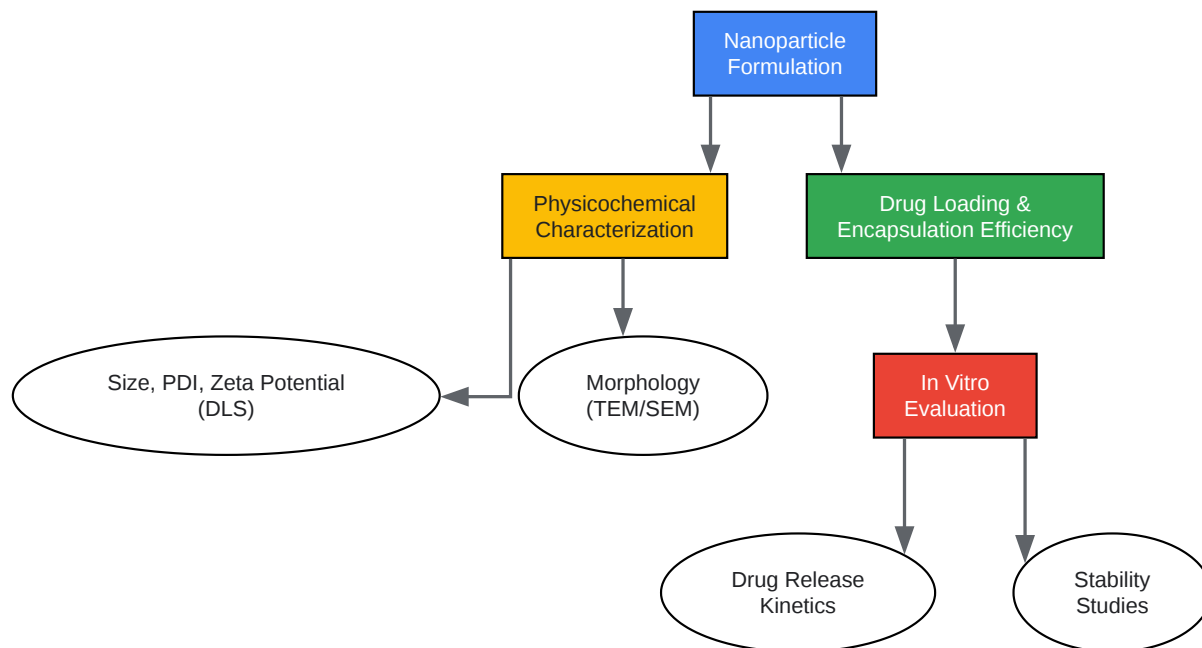 Nanoparticle
Formulation
Physicochemical
Characterization
Drug Loading &
Encapsulation Efficiency
Size, PDI, Zeta Potential
(DLS)
Morphology
(TEM/SEM)
In Vitro
Evaluation
Drug Release
Kinetics
Stability
Studies